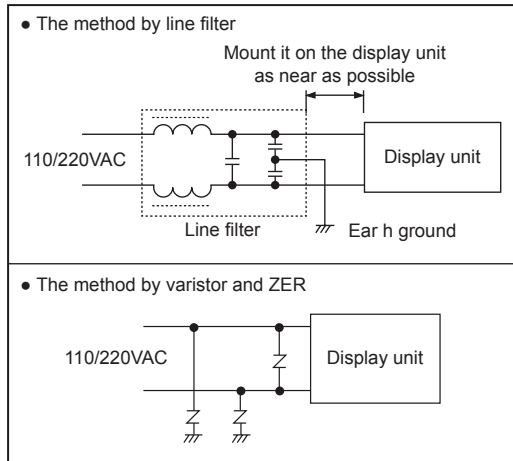 ● The method by line filter
Mount it on the display unit
as near as possible
110/220VAC
Display unit
Line filter
Ear h ground
● The method by varistor and ZER
110/220VAC
Display unit